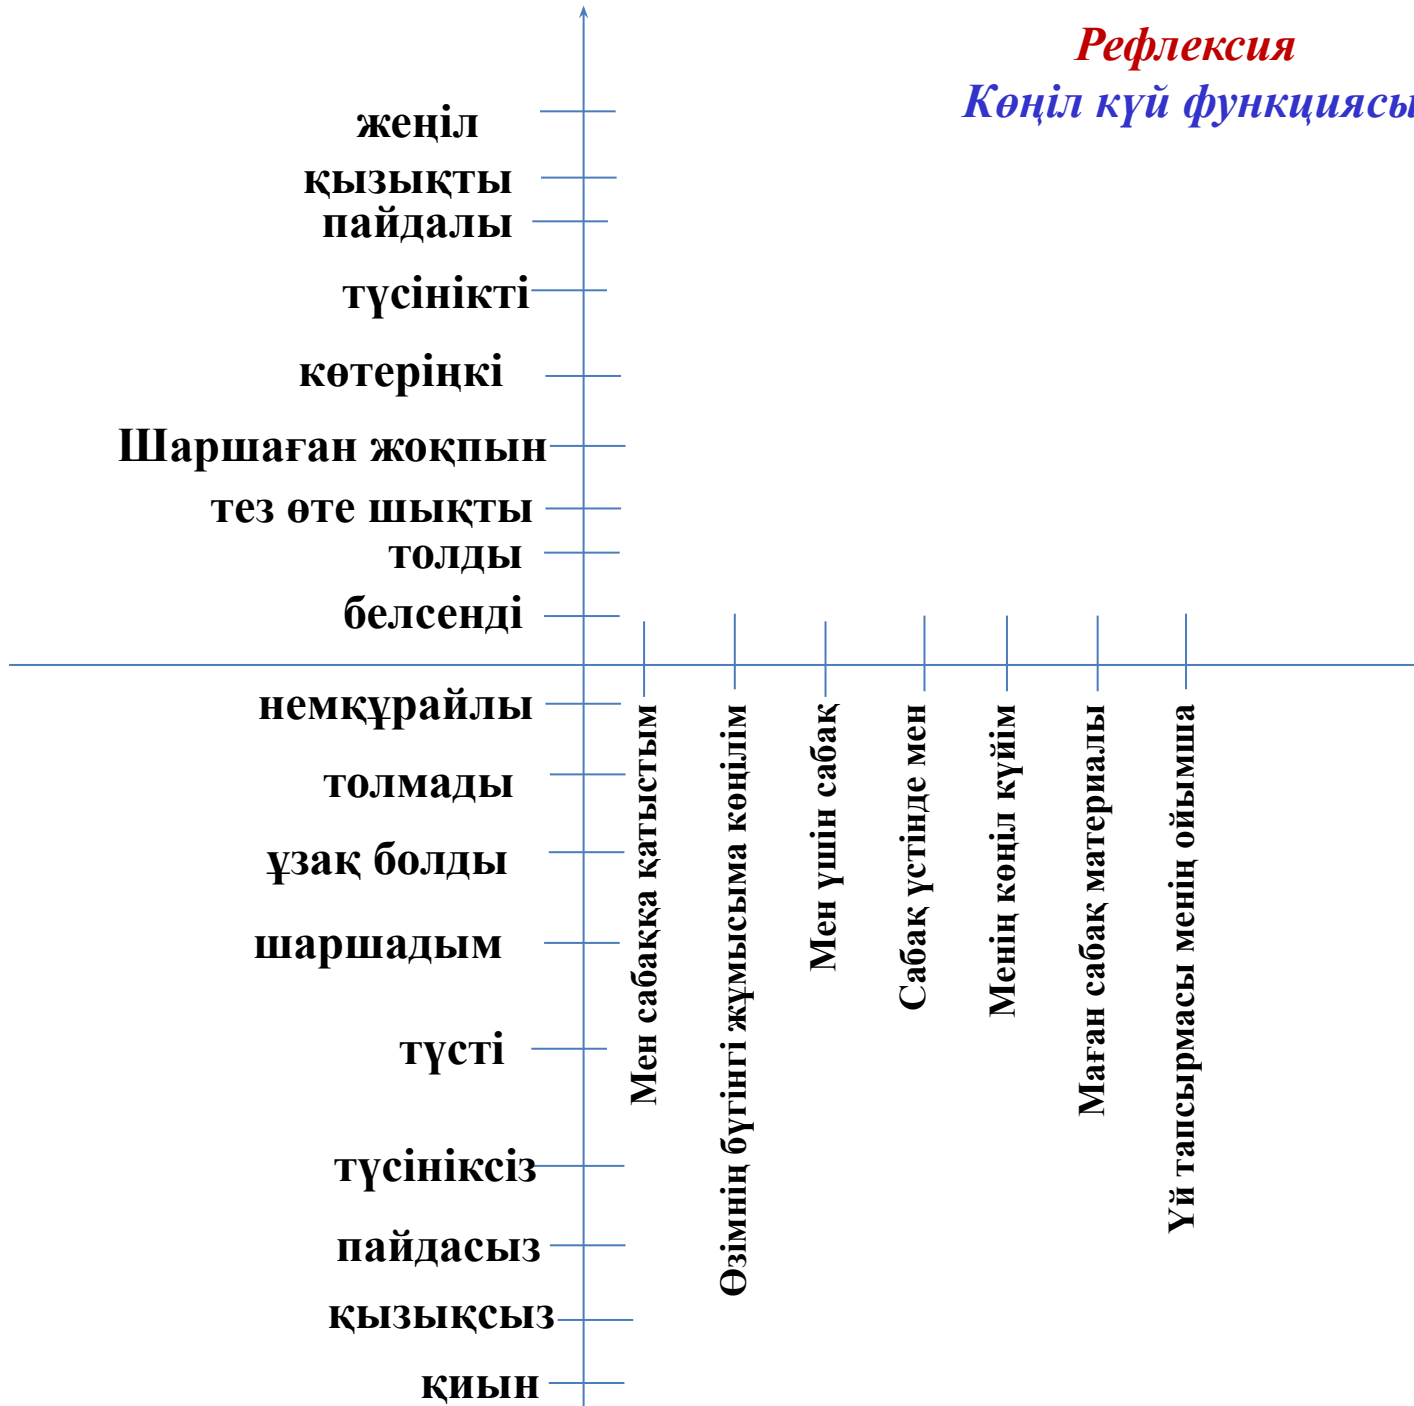 Рефлексия
Көңіл күй функциясы
жеңіл
қызықты
пайдалы
түсінікті
көтеріңкі
Шаршаған жоқпын
тез өте шықты
толды
белсенді
немқұрайлы
толмады
ұзақ болды
шаршадым
түсті
түсініксіз
пайдасыз
қызықсыз
қиын
Мен сабаққа қатыстым
Өзімнің бүгінгі жұмысыма көңілім
Мен үшін сабақ
Сабақ үстінде мен
Менің көңіл күйім
Маған сабақ материалы
Үй тапсырмасы менің ойымша